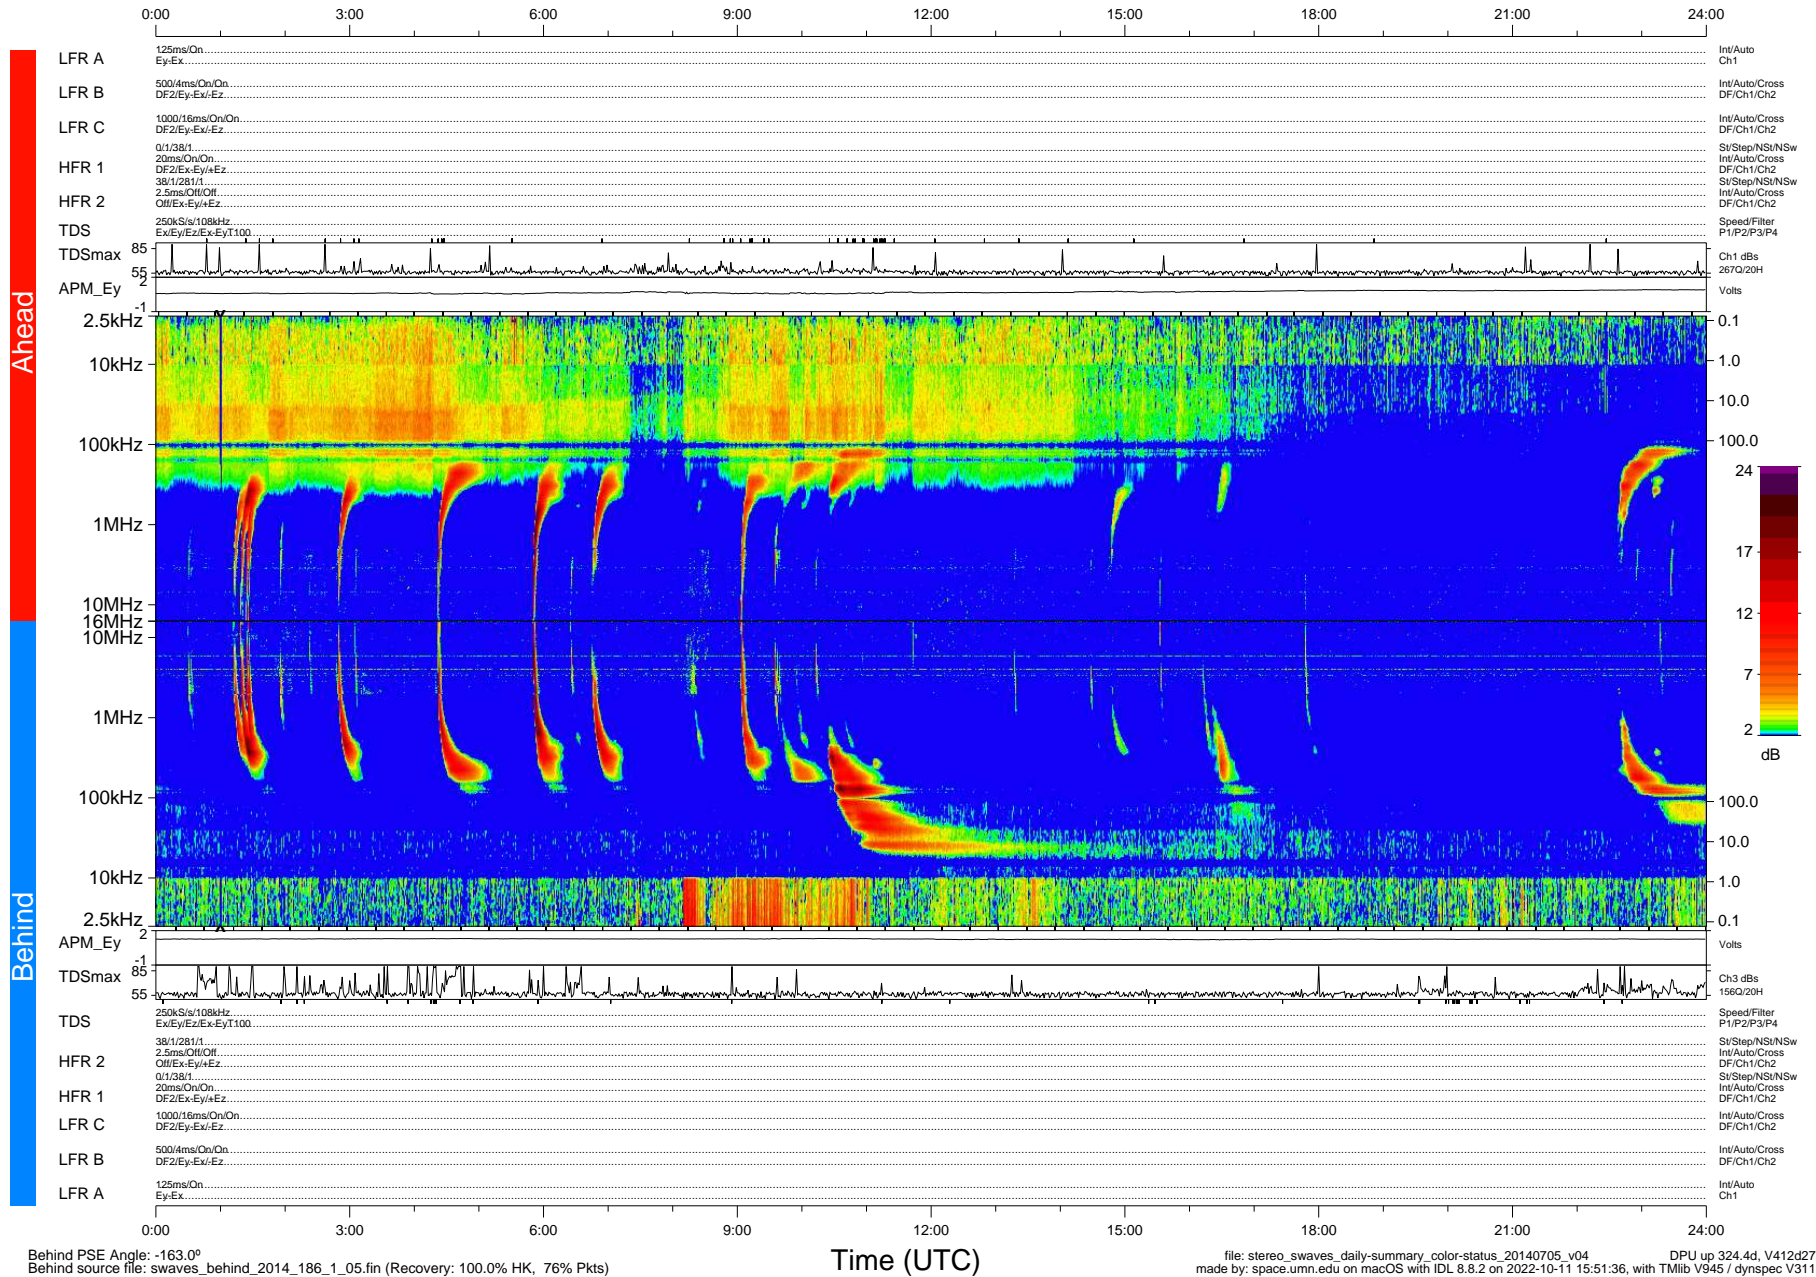 0:00 3:00 6:00 9:00 12:00 15:00 18:00 21:00 24:00
Ahead
LFR A 125ms/On Int/Auto
Ey-Ex Ch1
LFR B 500/4ms/On/On Int/Auto/Cross
DF2/Ey-Ex/-Ez DF/Ch1/Ch2
LFR C 1000/16ms/On/On Int/Auto/Cross
DF2/Ey-Ex/-Ez DF/Ch1/Ch2
0/1/38/1 St/Step/NSt/NSw
HFR 1 20ms/On/On Int/Auto/Cross
DF2/Ex-Ey/+Ez DF/Ch1/Ch2
38/1/281/1 St/Step/NSt/NSw
HFR 2 2.5ms/Off/Off Int/Auto/Cross
Off/Ex-Ey/+Ez DF/Ch1/Ch2
TDS 250kS/s/108kHz Speed/Filter
Ex/Ey/Ez/Ex-EyT100 P1/P2/P3/P4
TDSmax 85 Ch1 dBs
55 267Q/20H
APM_Ey 2 Volts
-1
2.5kHz 0.1
1.0
10kHz
10.0
100kHz 100.0
24
1MHz
17
10MHz 12
16MHz
10MHz
7
1MHz
2
dB
100kHz 100.0
10.0
10kHz 1.0
2.5kHz 0.1
Behind
APM_Ey 2 Volts
-1
TDSmax 85 Ch3 dBs
55 156Q/20H
TDS 250kS/s/108kHz Speed/Filter
Ex/Ey/Ez/Ex-EyT100 P1/P2/P3/P4
38/1/281/1 St/Step/NSt/NSw
HFR 2 2.5ms/Off/Off Int/Auto/Cross
Off/Ex-Ey/+Ez DF/Ch1/Ch2
0/1/38/1 St/Step/NSt/NSw
HFR 1 20ms/On/On Int/Auto/Cross
DF2/Ex-Ey/+Ez DF/Ch1/Ch2
LFR C 1000/16ms/On/On Int/Auto/Cross
DF2/Ey-Ex/-Ez DF/Ch1/Ch2
LFR B 500/4ms/On/On Int/Auto/Cross
DF2/Ey-Ex/-Ez DF/Ch1/Ch2
LFR A 125ms/On Int/Auto
Ey-Ex Ch1
0:00 3:00 6:00 9:00 12:00 15:00 18:00 21:00 24:00
Time (UTC)
Behind PSE Angle: -163.0º file: stereo_swaves_daily-summary_color-status_20140705_v04 DPU up 324.4d, V412d27
Behind source file: swaves_behind_2014_186_1_05.fin (Recovery: 100.0% HK, 76% Pkts) made by: space.umn.edu on macOS with IDL 8.8.2 on 2022-10-11 15:51:36, with TMlib V945 / dynspec V311